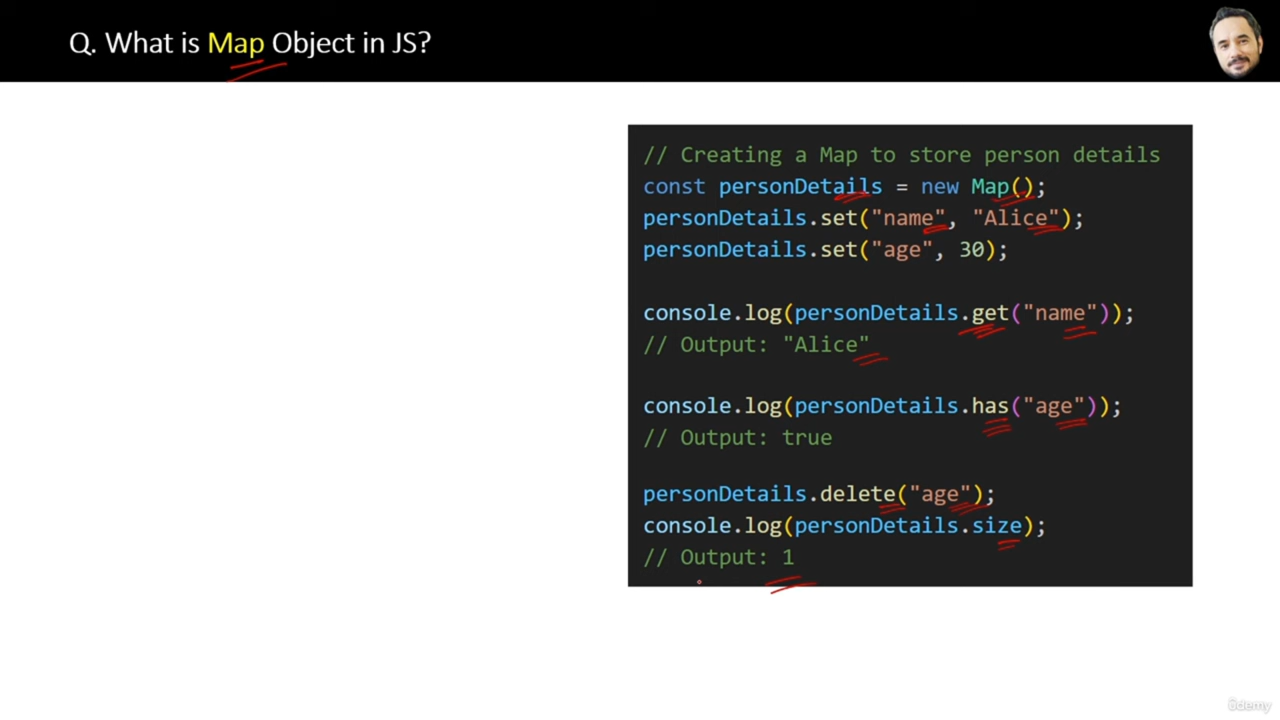 Q. What is Map Object in JS?
// Creating a Map to store person details
const personDetails = new Map();
personDetails.set("name", "Alice");
personDetails.set("age", 30);
console.log(personDetails.get("name"));
// Output: "Alice"
console.log(personDetails.has("age"));
// Output: true
personDetails.delete("age");
console.log(personDetails.size);
// Output: 1
ûdemy